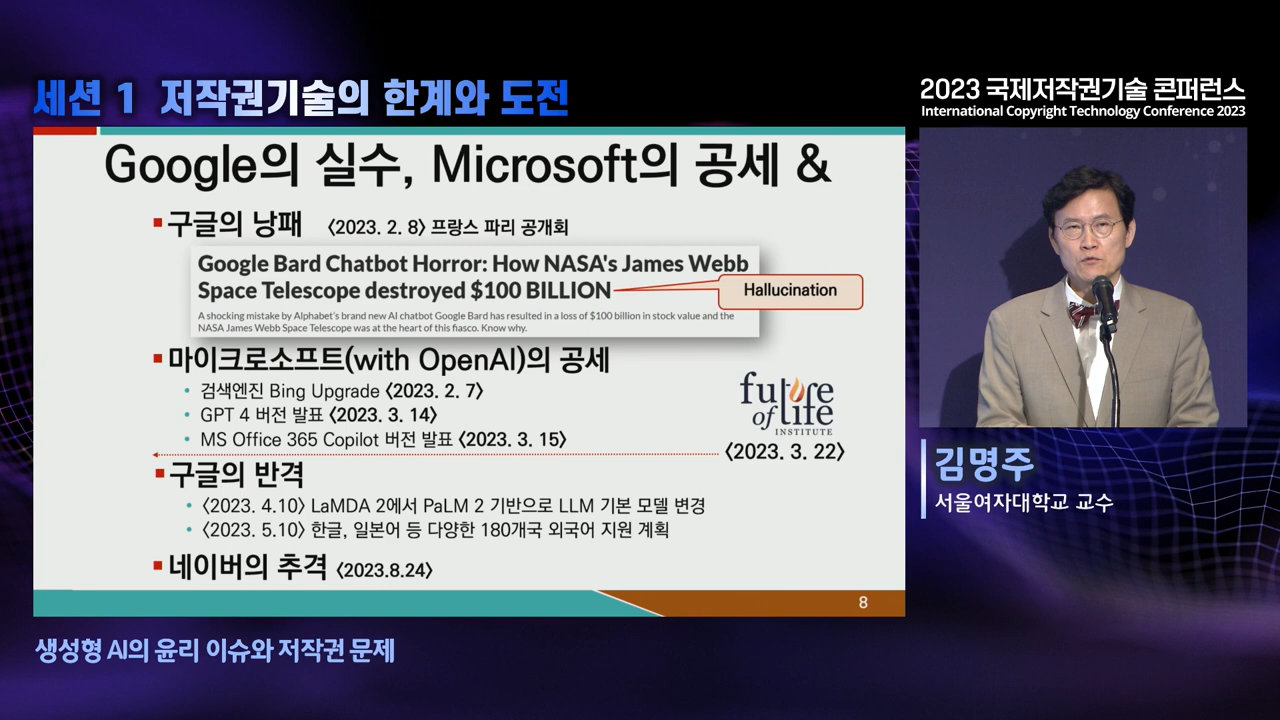 세션 1 저작권기술의 한계와 도전
2023 국제저작권기술 콘퍼런스
International Copyright Technology Conference 2023
Google의 실수, Microsoft의 공세 &
구글의 낭패 <2023. 2. 8> 프랑스 파리 공개회
Google Bard Chatbot Horror: How NASA's James Webb
Space Telescope destroyed $100 BILLION
Hallucination
A shocking mistake by Alphabet's brand new AI chatbot Google Bard has resulted in a loss of $100 billion in stock value and the
NASA James Webb Space Telescope was at the heart of this fiasco. Know why.
마이크로소프트(with OpenAI)의 공세
• 검색엔진 Bing Upgrade <2023. 2. 7>
• GPT 4 버전 발표 <2023. 3. 14>
• MS Office 365 Copilot 버전 발표 <2023. 3. 15>
future
of life
INSTITUTE
<2023. 3. 22>
구글의 반격
• <2023. 4.10> LaMDA 2에서 PaLM 2 기반으로 LLM 기본 모델 변경
• <2023. 5.10> 한글, 일본어 등 다양한 180개국 외국어 지원 계획
네이버의 추격 <2023.8.24>
8
김명주
서울여자대학교 교수
생성형 AI의 윤리 이슈와 저작권 문제